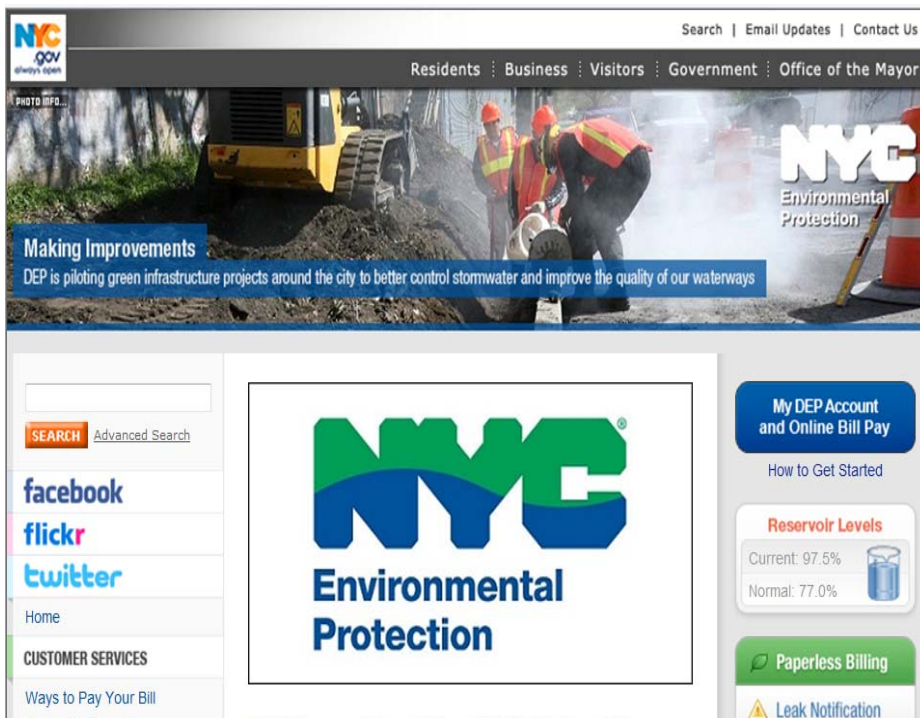 NYC
.gov
always open
Search | Email Updates | Contact Us
Residents Business Visitors Government Office of the Mayor
PHOTO INFO...
NYC
Environmental
Protection
Making Improvements
DEP is piloting green infrastructure projects around the city to better control stormwater and improve the quality of our waterways
SEARCH Advanced Search
facebook
flickr
twitter
Home
CUSTOMER SERVICES
Ways to Pay Your Bill
NYC®
Environmental
Protection
My DEP Account
and Online Bill Pay
How to Get Started
Reservoir Levels
Current: 97.5%
Normal: 77.0%
Paperless Billing
Leak Notification